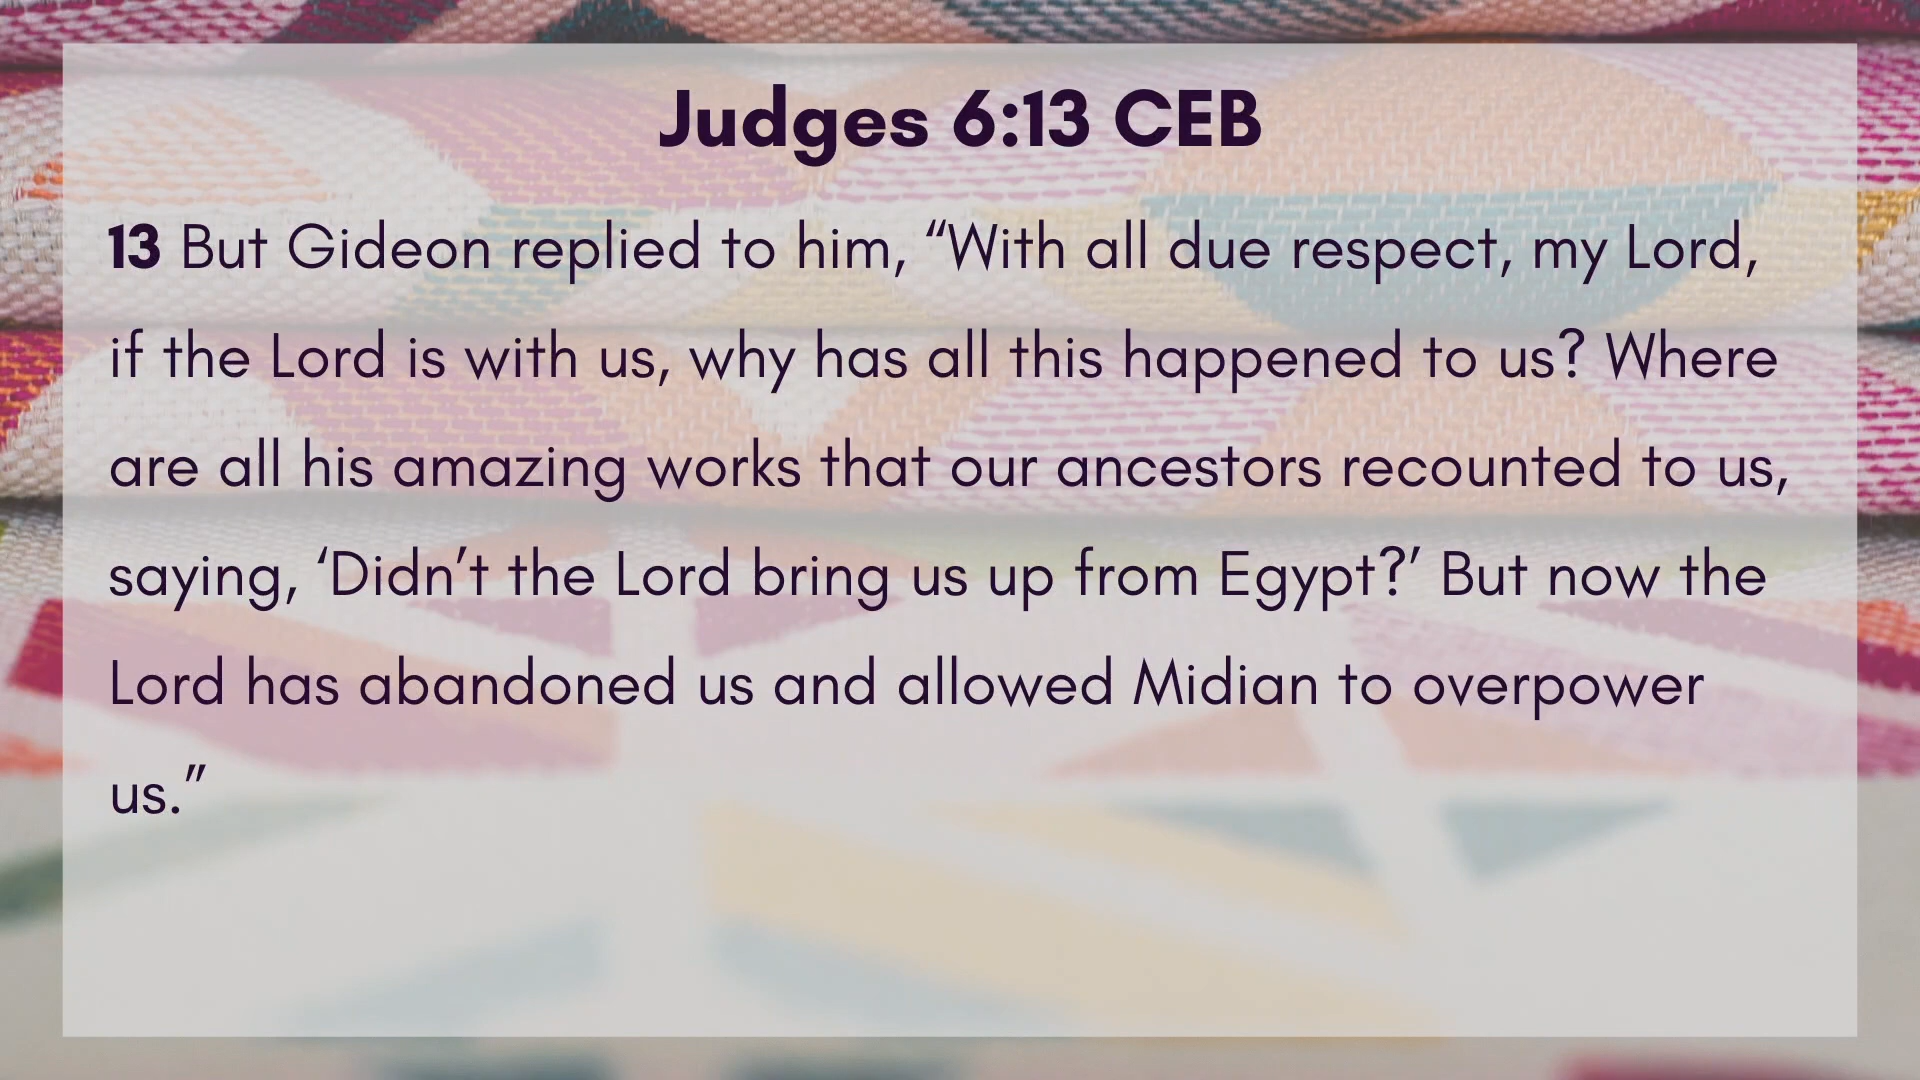 Judges 6:13 CEB
13 But Gideon replied to him, “With all due respect, my Lord,
if the Lord is with us, why has all this happened to us? Where
are all his amazing works that our ancestors recounted to us,
saying, ‘Didn’t the Lord bring us up from Egypt?’ But now the
Lord has abandoned us and allowed Midian to overpower
us.”